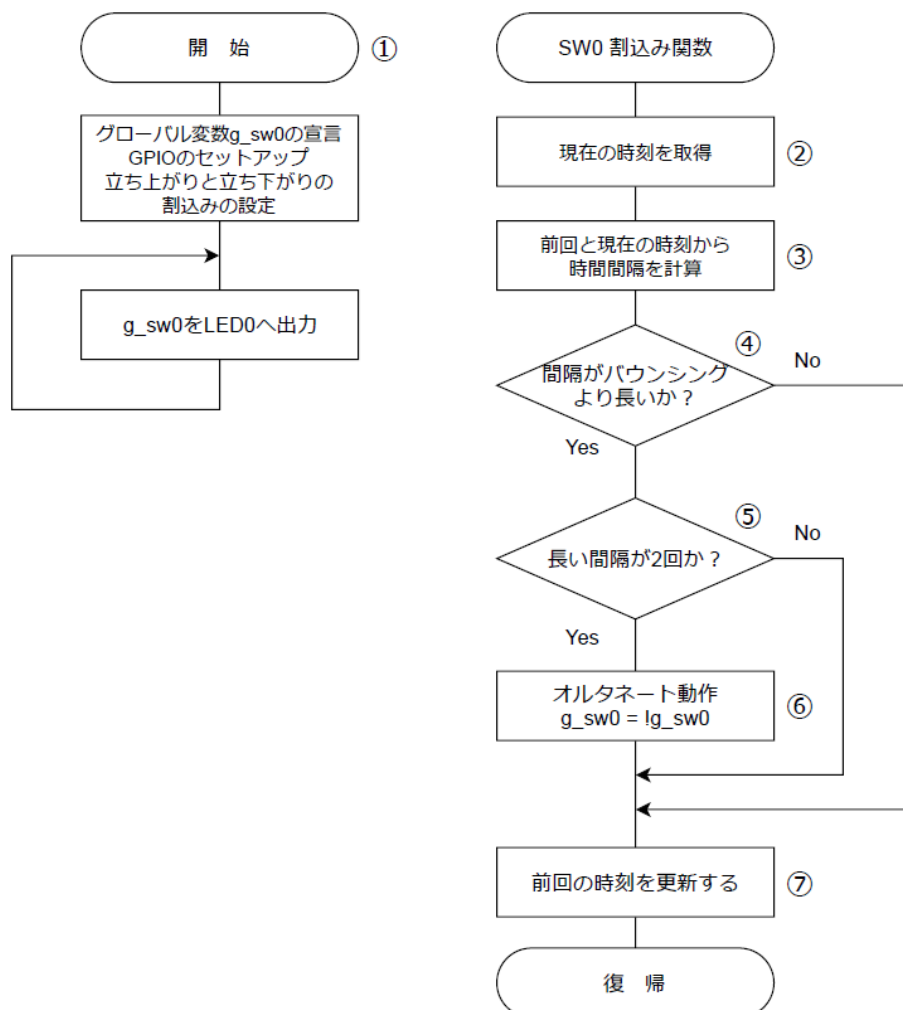 開　始
①
グローバル変数g_sw0の宣言
GPIOのセットアップ
立ち上がりと立ち下がりの
割込みの設定
g_sw0をLED0へ出力
SW0 割込み関数
現在の時刻を取得
②
前回と現在の時刻から
時間間隔を計算
③
間隔がバウンシング
より長いか？
④
No
Yes
長い間隔が2回か？
⑤
No
Yes
オルタネート動作
g_sw0 = !g_sw0
⑥
前回の時刻を更新する
⑦
復　帰